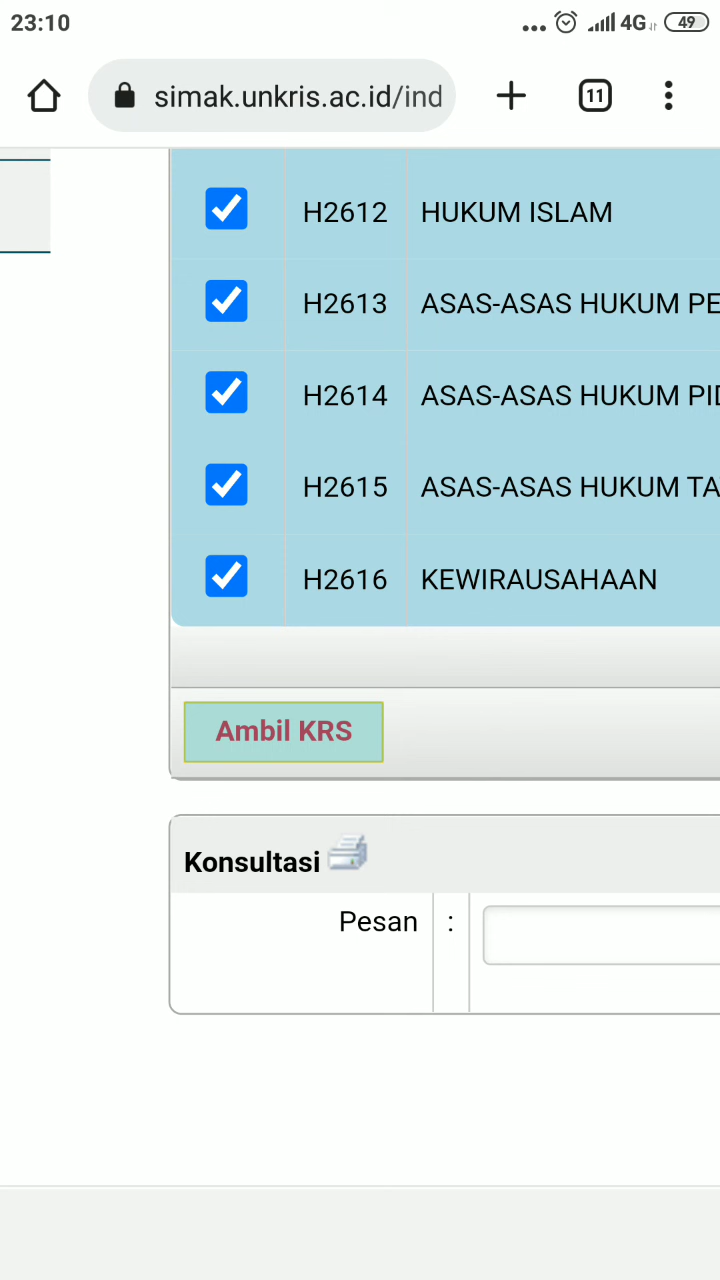 23:10
4G
49
simak.unkris.ac.id/ind
11
H2612 HUKUM ISLAM
H2613 ASAS-ASAS HUKUM PE
H2614 ASAS-ASAS HUKUM PID
H2615 ASAS-ASAS HUKUM TA
H2616 KEWIRAUSAHAAN
Ambil KRS
Konsultasi
Pesan :